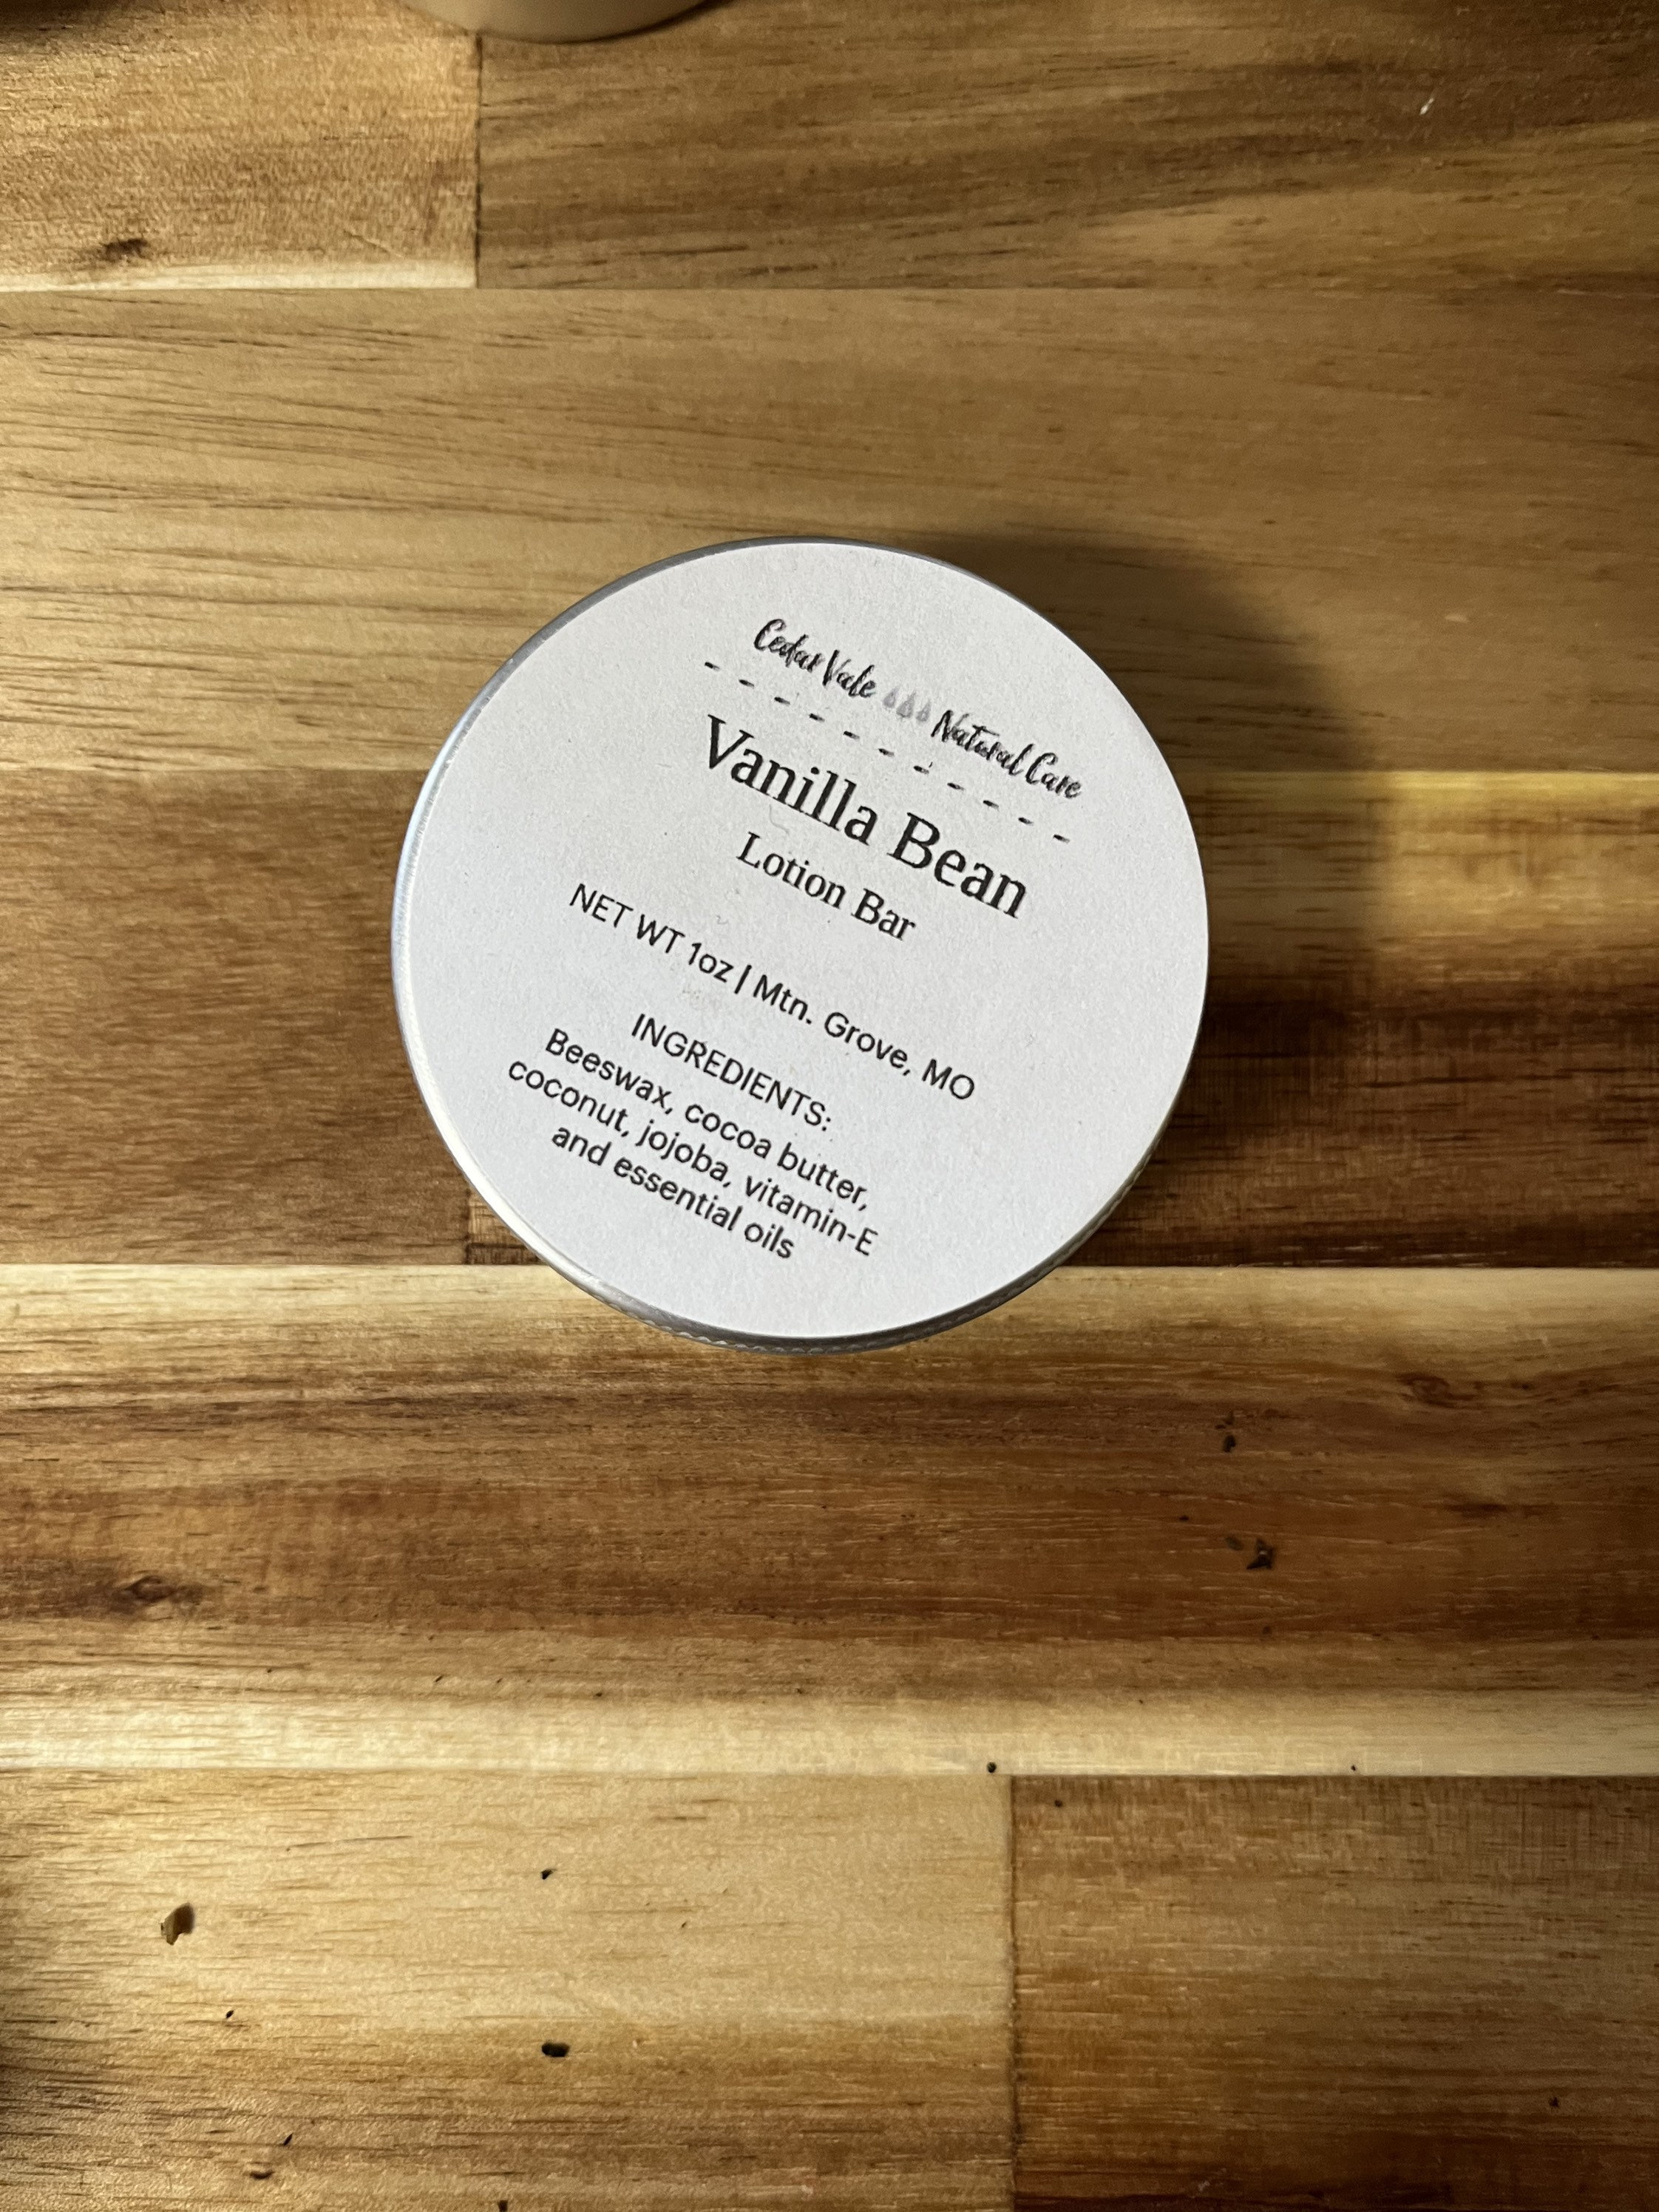 Cedar Vale Natural Care
Vanilla Bean
Lotion Bar
NET WT 1oz | Mtn. Grove, MO
INGREDIENTS:
Beeswax, cocoa butter,
coconut, jojoba, vitamin-E
and essential oils